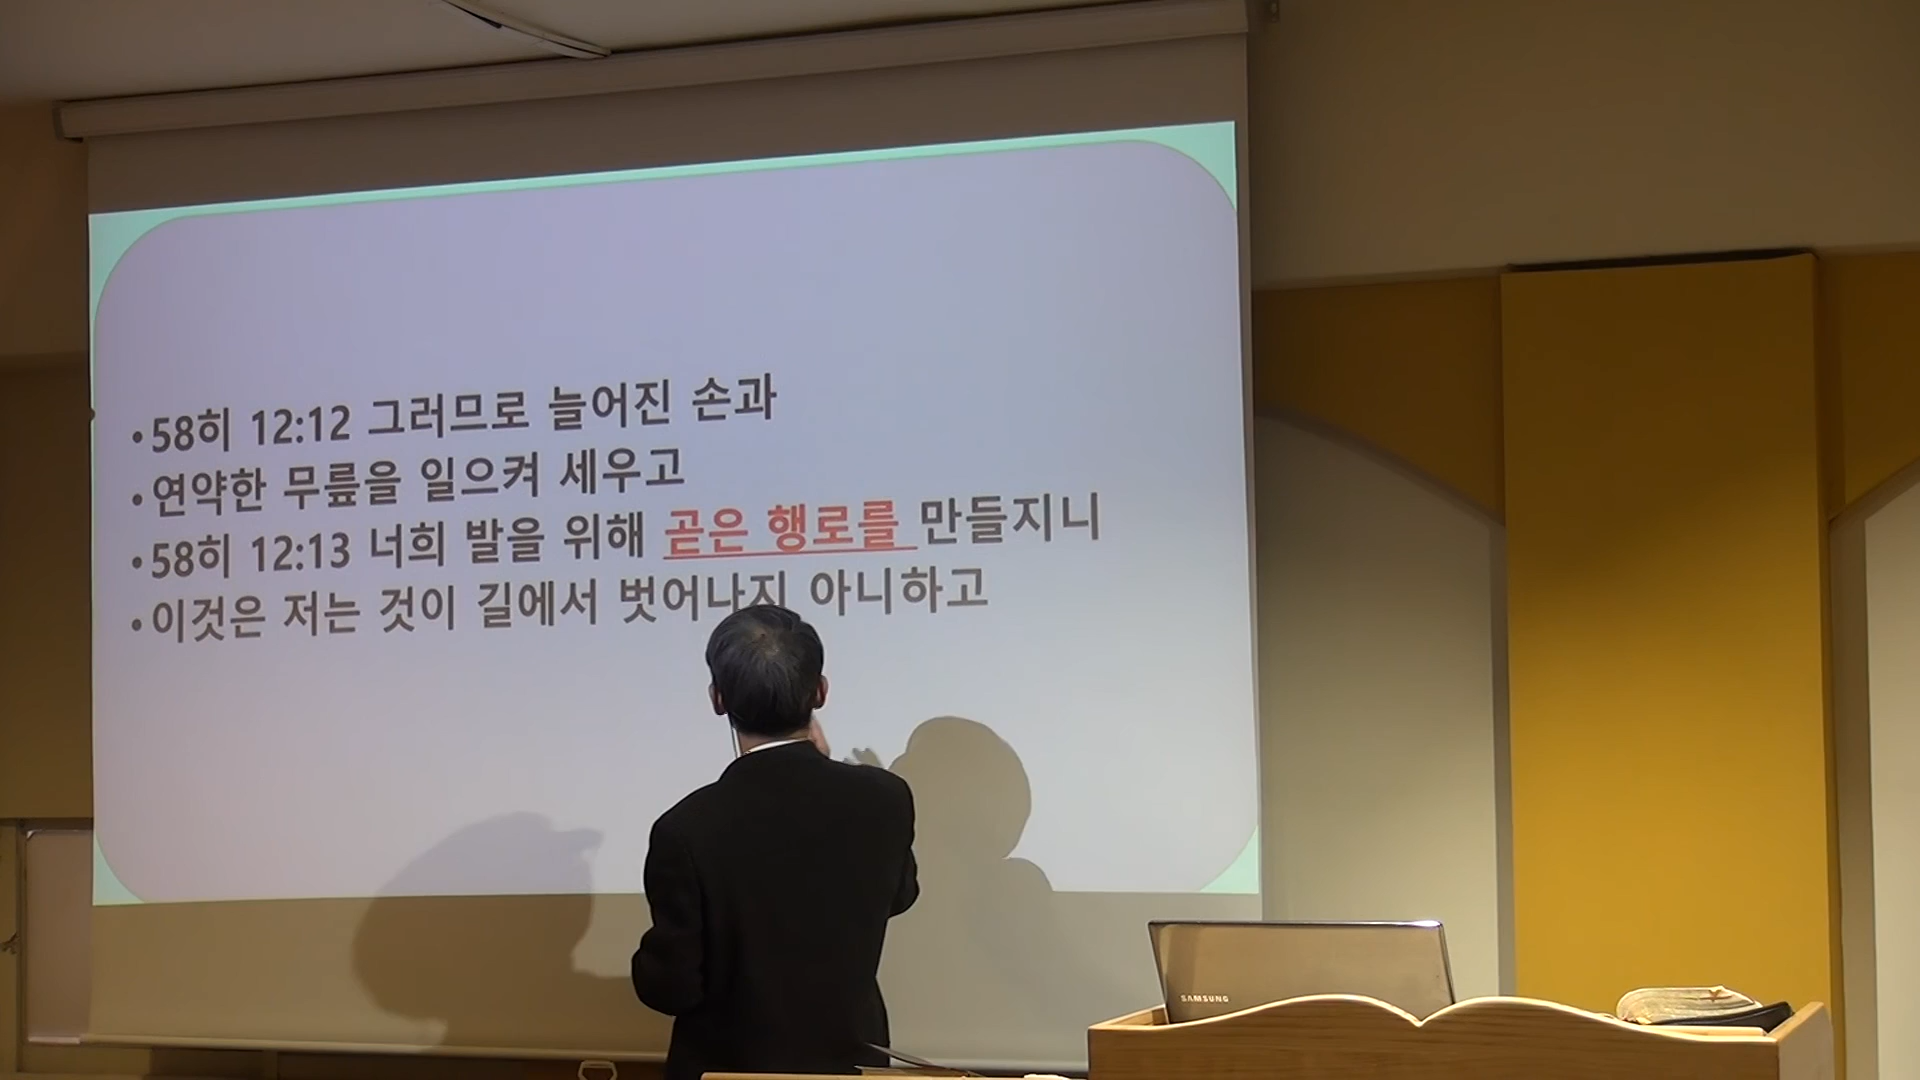 •58히 12:12 그러므로 늘어진 손과
•연약한 무릎을 일으켜 세우고
•58히 12:13 너희 발을 위해 곧은 행로를 만들지니
•이것은 저는 것이 길에서 벗어나지 아니하고
SAMSUNG